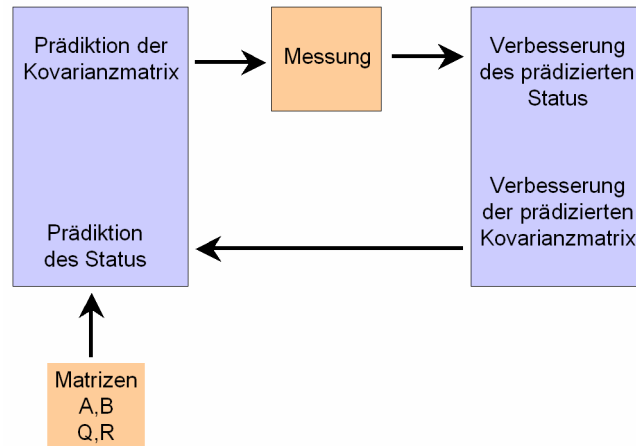 Prädiktion der
Kovarianzmatrix
Prädiktion
des Status
Messung
Verbesserung
des prädizierten
Status
Verbesserung
der prädizierten
Kovarianzmatrix
Matrizen
A,B
Q,R